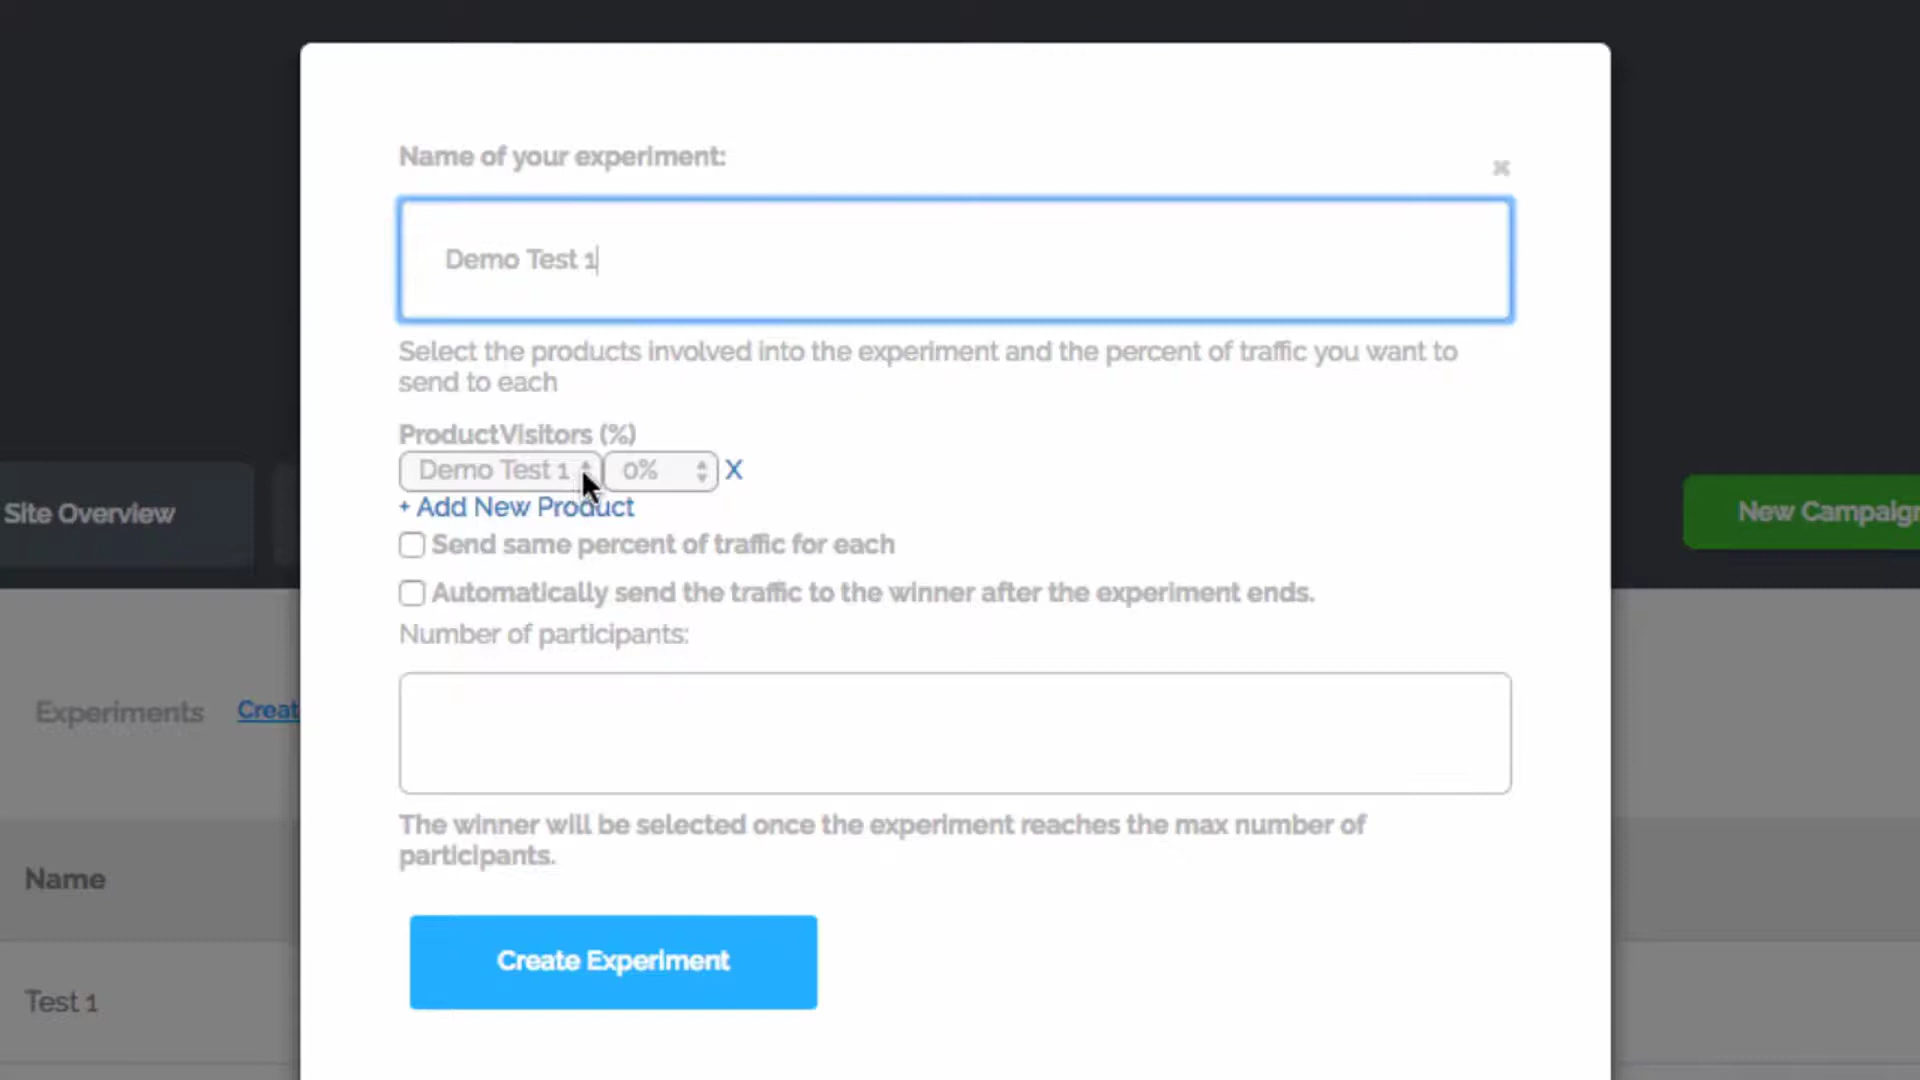 Name of your experiment:
Demo Test 1
Select the products involved into the experiment and the percent of traffic you want to
send to each
ProductVisitors (%)
Demo Test 1 0% X
+ Add New Product
Send same percent of traffic for each
Automatically send the traffic to the winner after the experiment ends.
Number of participants:
The winner will be selected once the experiment reaches the max number of
participants.
Create Experiment
Site Overview
New Campaign
Experiments Creat
Name
Test 1